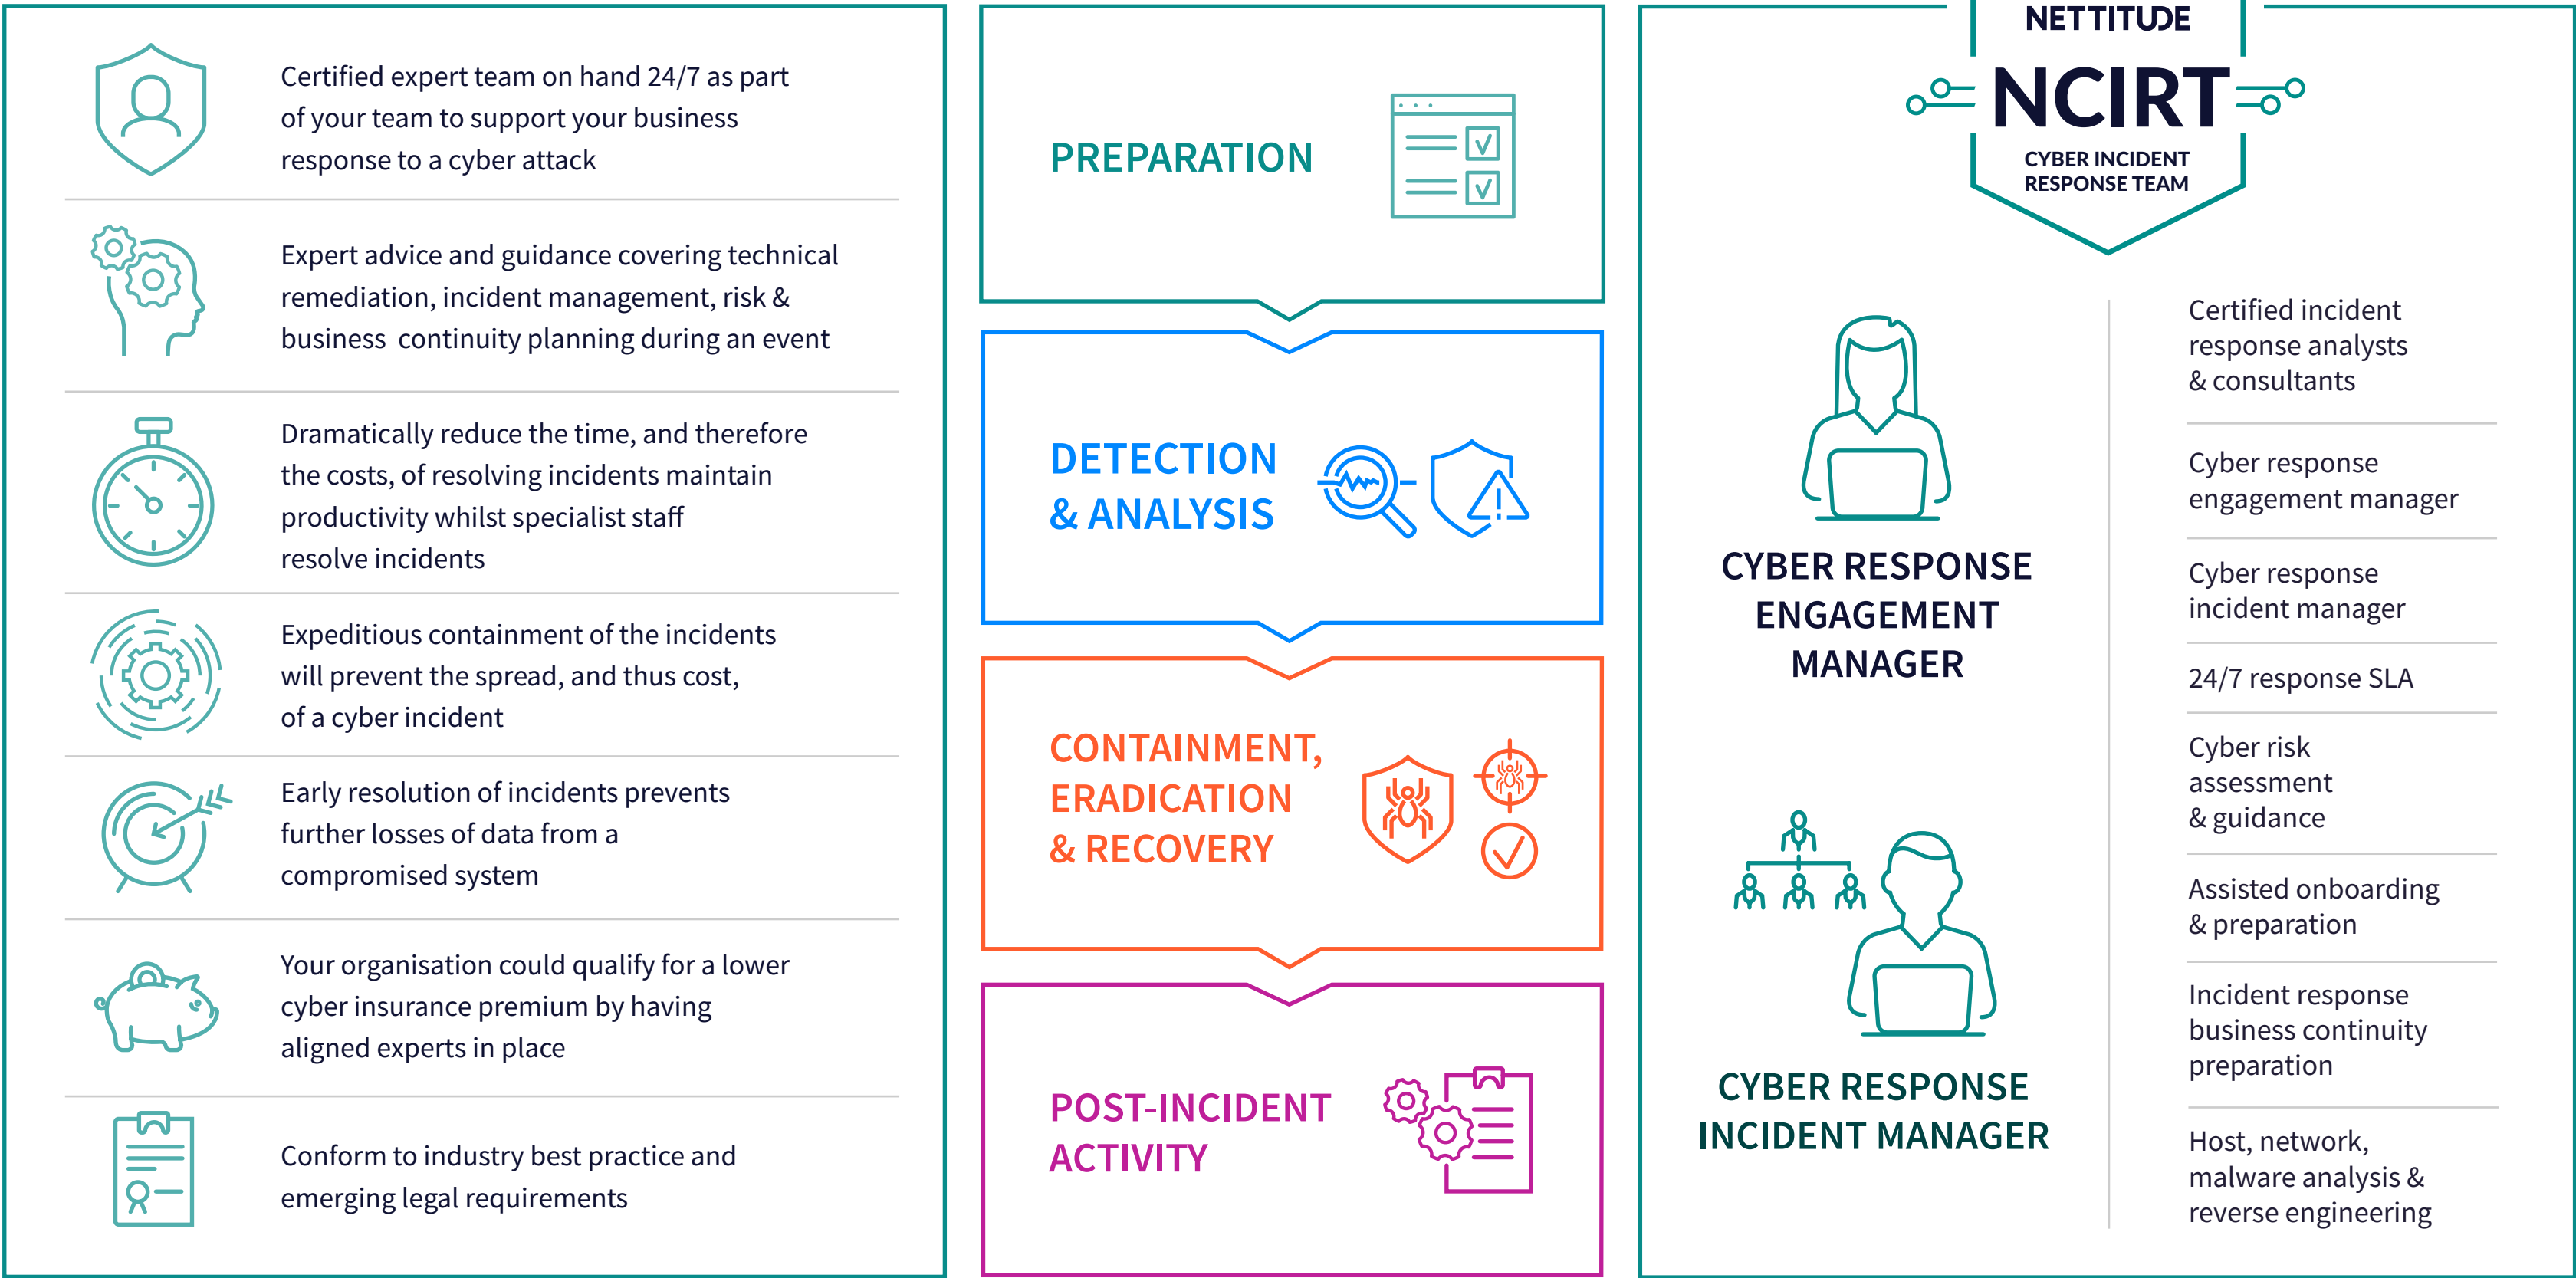 Certified expert team on hand 24/7 as part
of your team to support your business
response to a cyber attack
Expert advice and guidance covering technical
remediation, incident management, risk &
business  continuity planning during an event
Dramatically reduce the time, and therefore
the costs, of resolving incidents maintain
productivity whilst specialist staff
resolve incidents
Expeditious containment of the incidents
will prevent the spread, and thus cost,
of a cyber incident
Early resolution of incidents prevents
further losses of data from a
compromised system
Your organisation could qualify for a lower
cyber insurance premium by having
aligned experts in place
Conform to industry best practice and
emerging legal requirements
PREPARATION
DETECTION
& ANALYSIS
CONTAINMENT,
ERADICATION
& RECOVERY
POST-INCIDENT
ACTIVITY
NETTITUDE
NCIRT
CYBER INCIDENT
RESPONSE TEAM
CYBER RESPONSE
ENGAGEMENT
MANAGER
CYBER RESPONSE
INCIDENT MANAGER
Certified incident
response analysts
& consultants
Cyber response
engagement manager
Cyber response
incident manager
24/7 response SLA
Cyber risk
assessment
& guidance
Assisted onboarding
& preparation
Incident response
business continuity
preparation
Host, network,
malware analysis &
reverse engineering